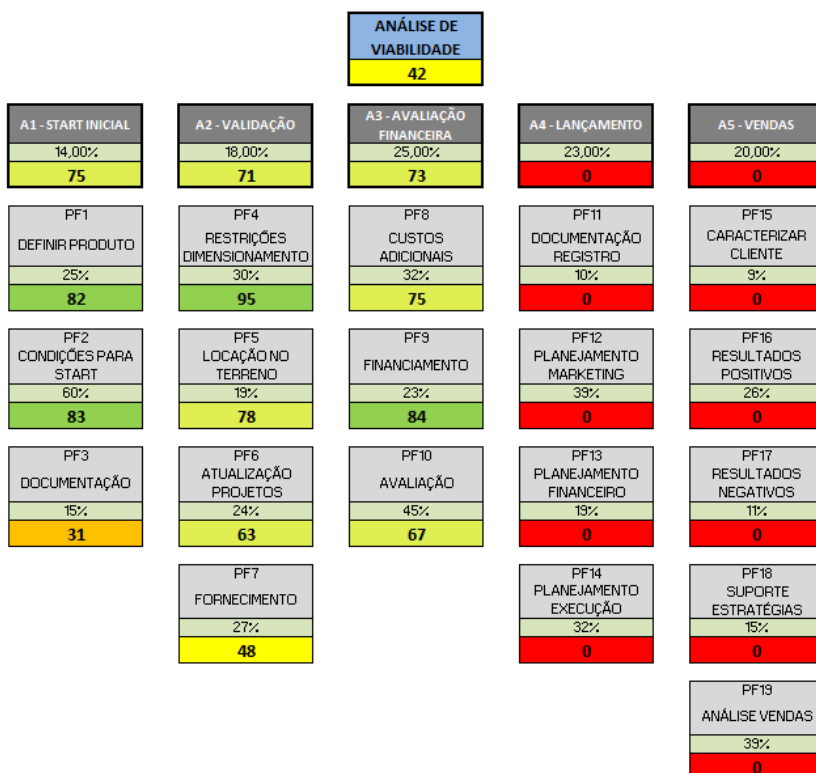 ANÁLISE DE
VIABILIDADE
42
A1 - START INICIAL
14,00%
75
PF1
DEFINIR PRODUTO
25%
82
PF2
CONDIÇÕES PARA
START
60%
83
PF3
DOCUMENTAÇÃO
15%
31
A2 - VALIDAÇÃO
18,00%
71
PF4
RESTRIÇÕES
DIMENSIONAMENTO
30%
95
PF5
LOCAÇÃO NO
TERRENO
19%
78
PF6
ATUALIZAÇÃO
PROJETOS
24%
63
PF7
FORNECIMENTO
27%
48
A3 - AVALIAÇÃO
FINANCEIRA
25,00%
73
PF8
CUSTOS
ADICIONAIS
32%
75
PF9
FINANCIAMENTO
23%
84
PF10
AVALIAÇÃO
45%
67
A4 - LANÇAMENTO
23,00%
0
PF11
DOCUMENTAÇÃO
REGISTRO
10%
0
PF12
PLANEJAMENTO
MARKETING
39%
0
PF13
PLANEJAMENTO
FINANCEIRO
19%
0
PF14
PLANEJAMENTO
EXECUÇÃO
32%
0
A5 - VENDAS
20,00%
0
PF15
CARACTERIZAR
CLIENTE
9%
0
PF16
RESULTADOS
POSITIVOS
26%
0
PF17
RESULTADOS
NEGATIVOS
11%
0
PF18
SUPORTE
ESTRATÉGIAS
15%
0
PF19
ANÁLISE VENDAS
39%
0